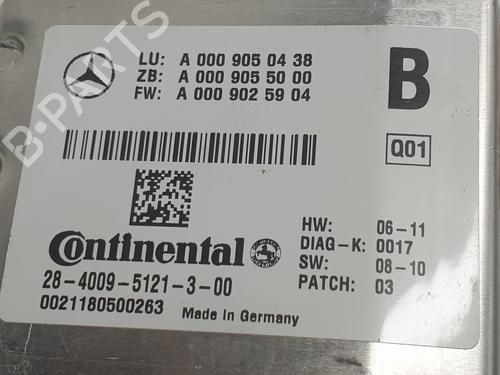 LU: A 000 905 04 38
ZB: A 000 905 50 00
FW: A 000 902 59 04
B
Q01
Continental
28-4009-5121-3-00
0021180500263 Made in Germany
HW: 06-11
DIAG-K: 0017
SW: 08-10
PATCH: 03
B-PARTS